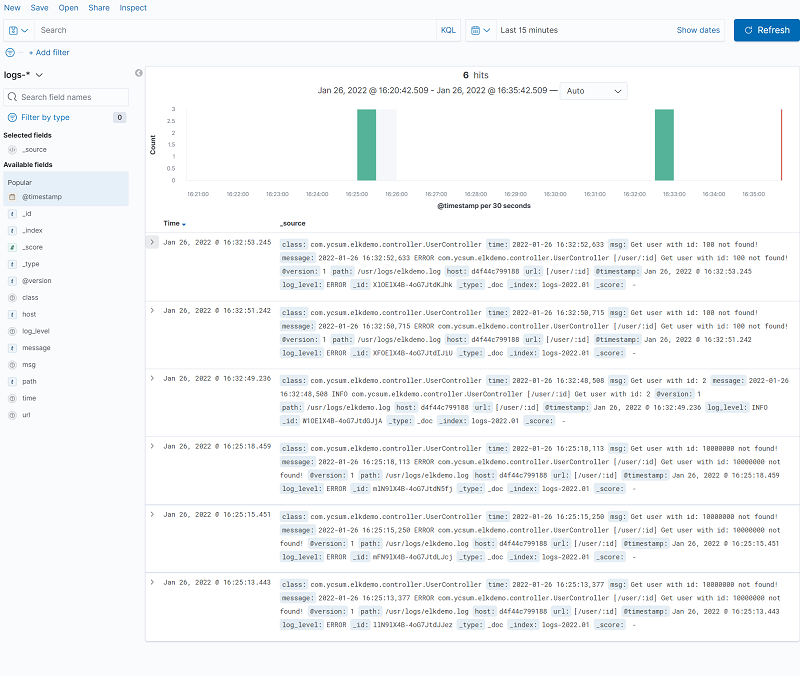 New Save Open Share Inspect
Search KQL Last 15 minutes Show dates Refresh
+ Add filter
logs-*
Search field names
Filter by type 0
Selected fields
_source
Available fields
Popular
@timestamp
t _id
t _index
# _score
t _type
t @version
class
t host
log_level
t message
msg
t path
time
url
6 hits
Jan 26, 2022 @ 16:20:42.509 - Jan 26, 2022 @ 16:35:42.509 — Auto
Count
3
2.5
2
1.5
1
0.5
0
16:21:00 16:22:00 16:23:00 16:24:00 16:25:00 16:26:00 16:27:00 16:28:00 16:29:00 16:30:00 16:31:00 16:32:00 16:33:00 16:34:00 16:35:00
@timestamp per 30 seconds
Time _source
Jan 26, 2022 @ 16:32:53.245 class: com.ycsum.elkdemo.controller.UserController time: 2022-01-26 16:32:52,633 msg: Get user with id: 100 not found!
message: 2022-01-26 16:32:52,633 ERROR com.ycsum.elkdemo.controller.UserController [/user/:id] Get user with id: 100 not found!
@version: 1 path: /usr/logs/elkdemo.log host: d4f44c799188 url: [/user/:id] @timestamp: Jan 26, 2022 @ 16:32:53.245
log_level: ERROR _id: XlOElX4B-4oG7JtdKJhk _type: _doc _index: logs-2022.01 _score: -
Jan 26, 2022 @ 16:32:51.242 class: com.ycsum.elkdemo.controller.UserController time: 2022-01-26 16:32:50,715 msg: Get user with id: 100 not found!
message: 2022-01-26 16:32:50,715 ERROR com.ycsum.elkdemo.controller.UserController [/user/:id] Get user with id: 100 not found!
@version: 1 path: /usr/logs/elkdemo.log host: d4f44c799188 url: [/user/:id] @timestamp: Jan 26, 2022 @ 16:32:51.242
log_level: ERROR _id: XFOElX4B-4oG7JtdIJiU _type: _doc _index: logs-2022.01 _score: -
Jan 26, 2022 @ 16:32:49.236 class: com.ycsum.elkdemo.controller.UserController time: 2022-01-26 16:32:48,508 msg: Get user with id: 2 message: 2022-01-26
16:32:48,508 INFO com.ycsum.elkdemo.controller.UserController [/user/:id] Get user with id: 2 @version: 1
path: /usr/logs/elkdemo.log host: d4f44c799188 url: [/user/:id] @timestamp: Jan 26, 2022 @ 16:32:49.236 log_level: INFO
_id: W1OElX4B-4oG7JtdGJjA _type: _doc _index: logs-2022.01 _score: -
Jan 26, 2022 @ 16:25:18.459 class: com.ycsum.elkdemo.controller.UserController time: 2022-01-26 16:25:18,113 msg: Get user with id: 10000000 not found!
message: 2022-01-26 16:25:18,113 ERROR com.ycsum.elkdemo.controller.UserController [/user/:id] Get user with id: 10000000 not
found! @version: 1 path: /usr/logs/elkdemo.log host: d4f44c799188 url: [/user/:id] @timestamp: Jan 26, 2022 @ 16:25:18.459
log_level: ERROR _id: mlN9lX4B-4oG7JtdN5fj _type: _doc _index: logs-2022.01 _score: -
Jan 26, 2022 @ 16:25:15.451 class: com.ycsum.elkdemo.controller.UserController time: 2022-01-26 16:25:15,250 msg: Get user with id: 10000000 not found!
message: 2022-01-26 16:25:15,250 ERROR com.ycsum.elkdemo.controller.UserController [/user/:id] Get user with id: 10000000 not
found! @version: 1 path: /usr/logs/elkdemo.log host: d4f44c799188 url: [/user/:id] @timestamp: Jan 26, 2022 @ 16:25:15.451
log_level: ERROR _id: mFN9lX4B-4oG7JtdLJcj _type: _doc _index: logs-2022.01 _score: -
Jan 26, 2022 @ 16:25:13.443 class: com.ycsum.elkdemo.controller.UserController time: 2022-01-26 16:25:13,377 msg: Get user with id: 10000000 not found!
message: 2022-01-26 16:25:13,377 ERROR com.ycsum.elkdemo.controller.UserController [/user/:id] Get user with id: 10000000 not
found! @version: 1 path: /usr/logs/elkdemo.log host: d4f44c799188 url: [/user/:id] @timestamp: Jan 26, 2022 @ 16:25:13.443
log_level: ERROR _id: llN9lX4B-4oG7JtdJJez _type: _doc _index: logs-2022.01 _score: -